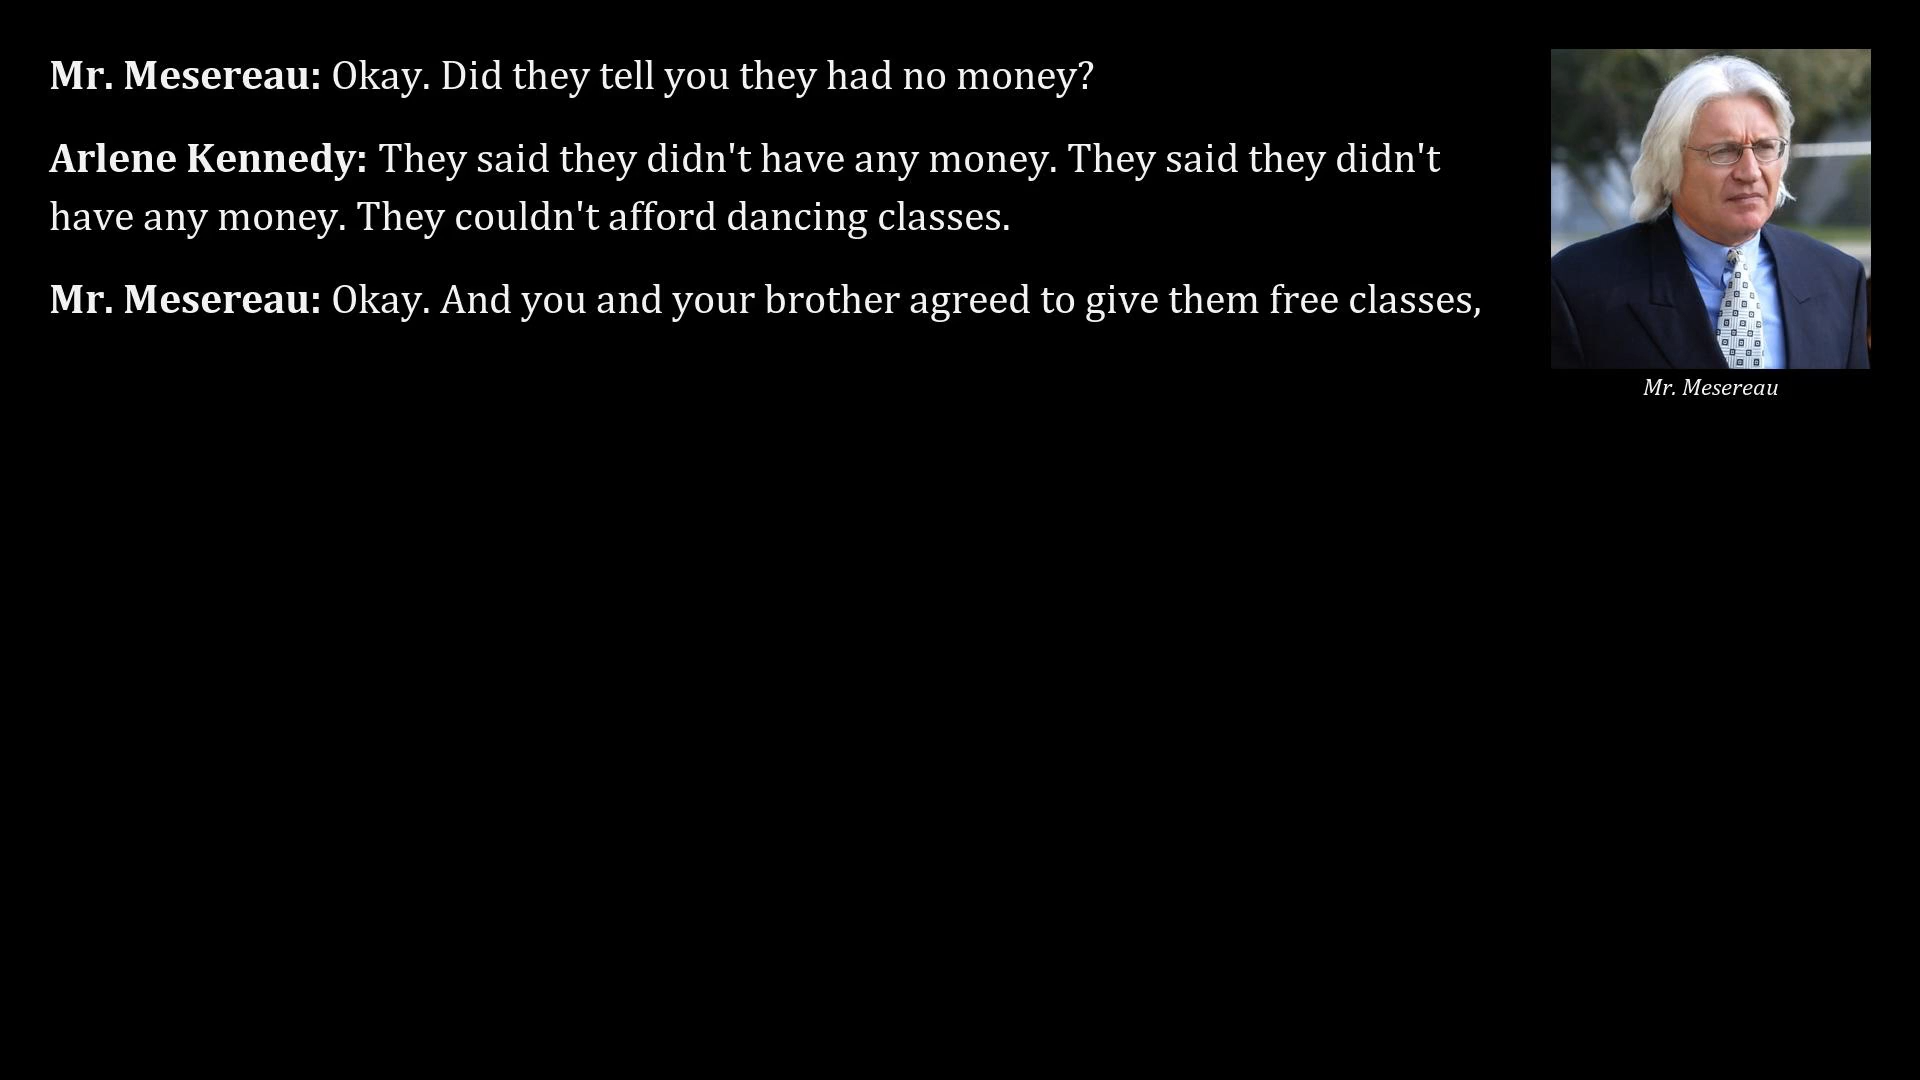 Mr. Mesereau: Okay. Did they tell you they had no money?
Arlene Kennedy: They said they didn't have any money. They said they didn't
have any money. They couldn't afford dancing classes.
Mr. Mesereau: Okay. And you and your brother agreed to give them free classes,
Mr. Mesereau